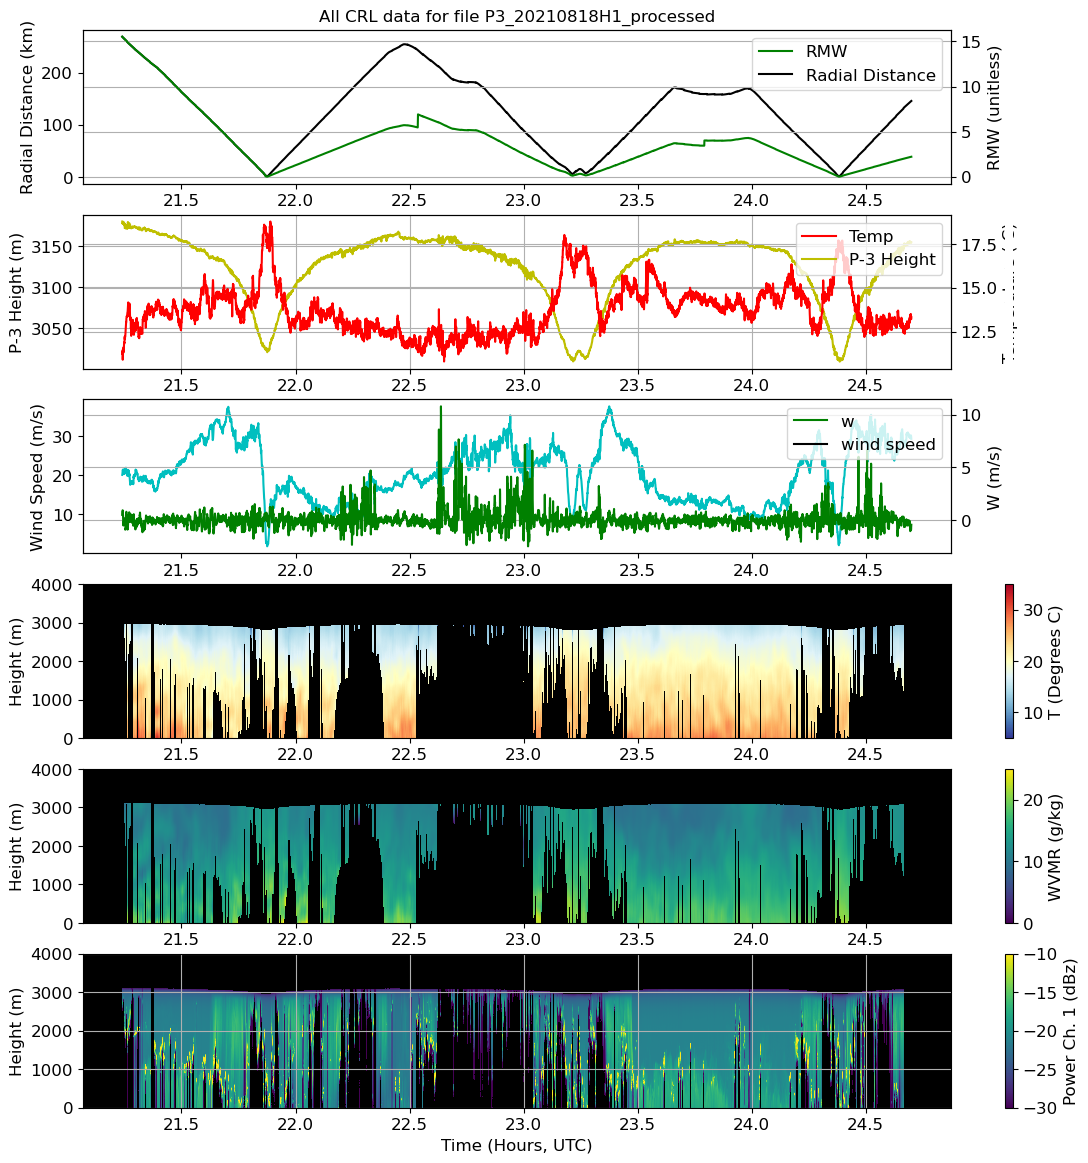 All CRL data for file P3_20210818H1_processed
Radial Distance (km)
200
100
0
RMW
Radial Distance
15
10
5
0
RMW (unitless)
21.5 22.0 22.5 23.0 23.5 24.0 24.5
P-3 Height (m)
3150
3100
3050
Temp
P-3 Height
17.5
15.0
12.5
21.5 22.0 22.5 23.0 23.5 24.0 24.5
Wind Speed (m/s)
30
20
10
w
wind speed
10
5
0
W (m/s)
21.5 22.0 22.5 23.0 23.5 24.0 24.5
Height (m)
4000
3000
2000
1000
0
30
20
10
T (Degrees C)
21.5 22.0 22.5 23.0 23.5 24.0 24.5
Height (m)
4000
3000
2000
1000
0
20
10
0
WVMR (g/kg)
21.5 22.0 22.5 23.0 23.5 24.0 24.5
Height (m)
4000
3000
2000
1000
0
−10
−15
−20
−25
−30
Power Ch. 1 (dBz)
21.5 22.0 22.5 23.0 23.5 24.0 24.5
Time (Hours, UTC)